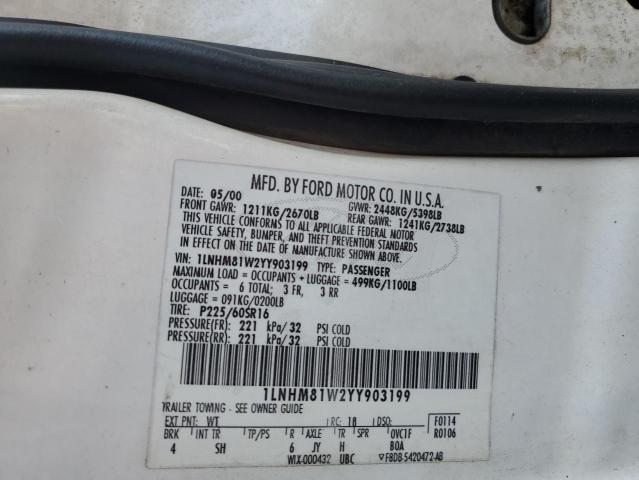 MFD. BY FORD MOTOR CO. IN U.S.A.
DATE: 05/00 GVWR: 2448KG/5398LB
FRONT GAWR: 1211KG/2670LB REAR GAWR: 1241KG/2738LB
THIS VEHICLE CONFORMS TO ALL APPLICABLE FEDERAL MOTOR
VEHICLE SAFETY, BUMPER, AND THEFT PREVENTION STANDARDS
IN EFFECT ON THE DATE OF MANUFACTURE SHOWN ABOVE.
VIN: 1LNHM81W2YY903199 TYPE: PASSENGER
MAXIMUM LOAD = OCCUPANTS + LUGGAGE = 499KG/1100LB
OCCUPANTS = 6 TOTAL; 3 FR, 3 RR
LUGGAGE = 091KG/0200LB
TIRE: P225/60SR16
PRESSURE(FR): 221 kPa/ 32 PSI COLD
PRESSURE(RR): 221 kPa/ 32 PSI COLD
1LNHM81W2YY903199
TRAILER TOWING - SEE OWNER GUIDE
EXT PNT: WT RC: 18 DSO: F0114
BRK INT TR TP/PS R AXLE TR SPR OVC1F R0106
4 SH 6 JY H BOA
WIX-000432 UBC ▽F8DB-5420472-AB